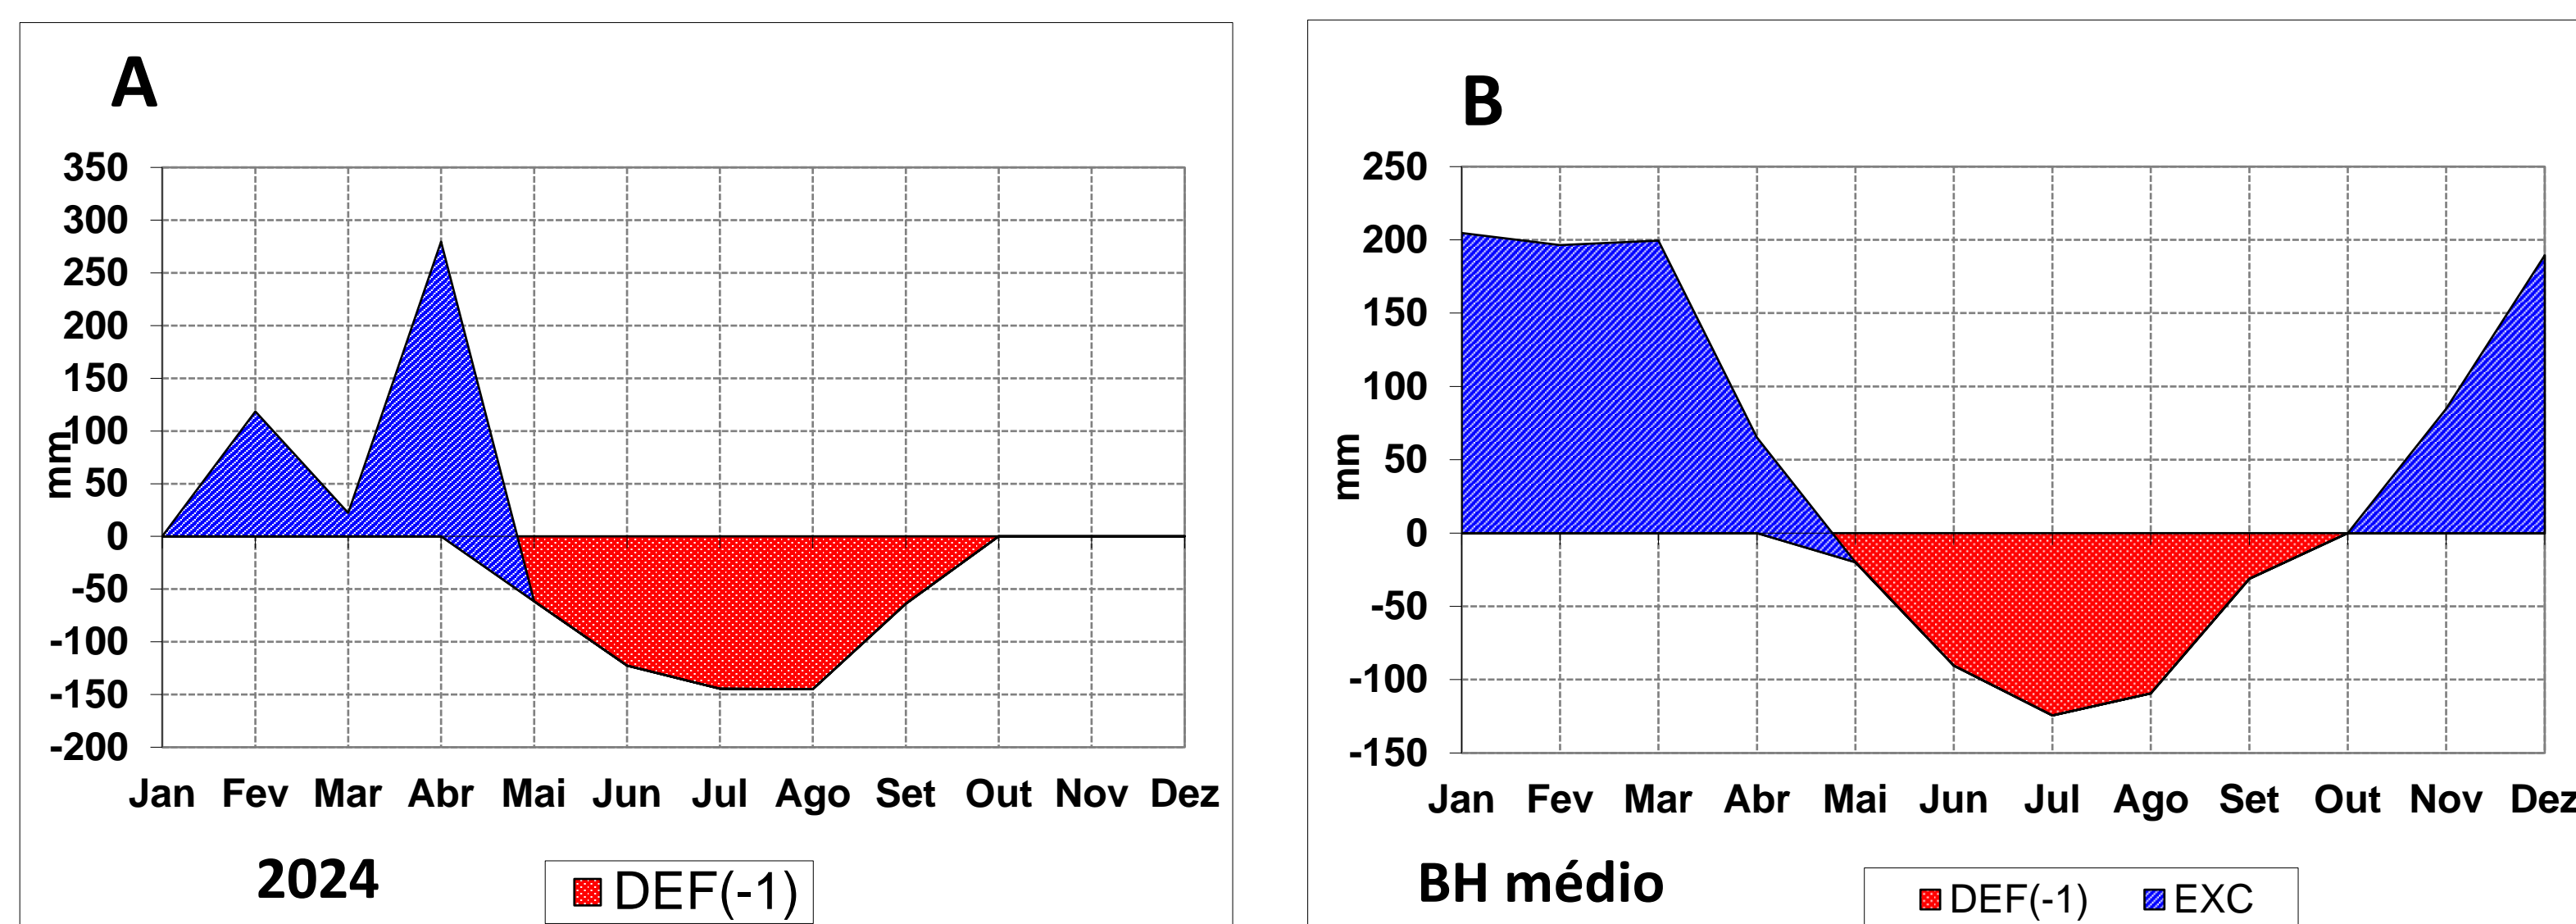 A
350
300
250
200
150
100
50
0
-50
-100
-150
-200
mm
Jan Fev Mar Abr Mai Jun Jul Ago Set Out Nov Dez
2024
DEF(-1)
B
250
200
150
100
50
0
-50
-100
-150
mm
Jan Fev Mar Abr Mai Jun Jul Ago Set Out Nov Dez
BH médio
DEF(-1) EXC